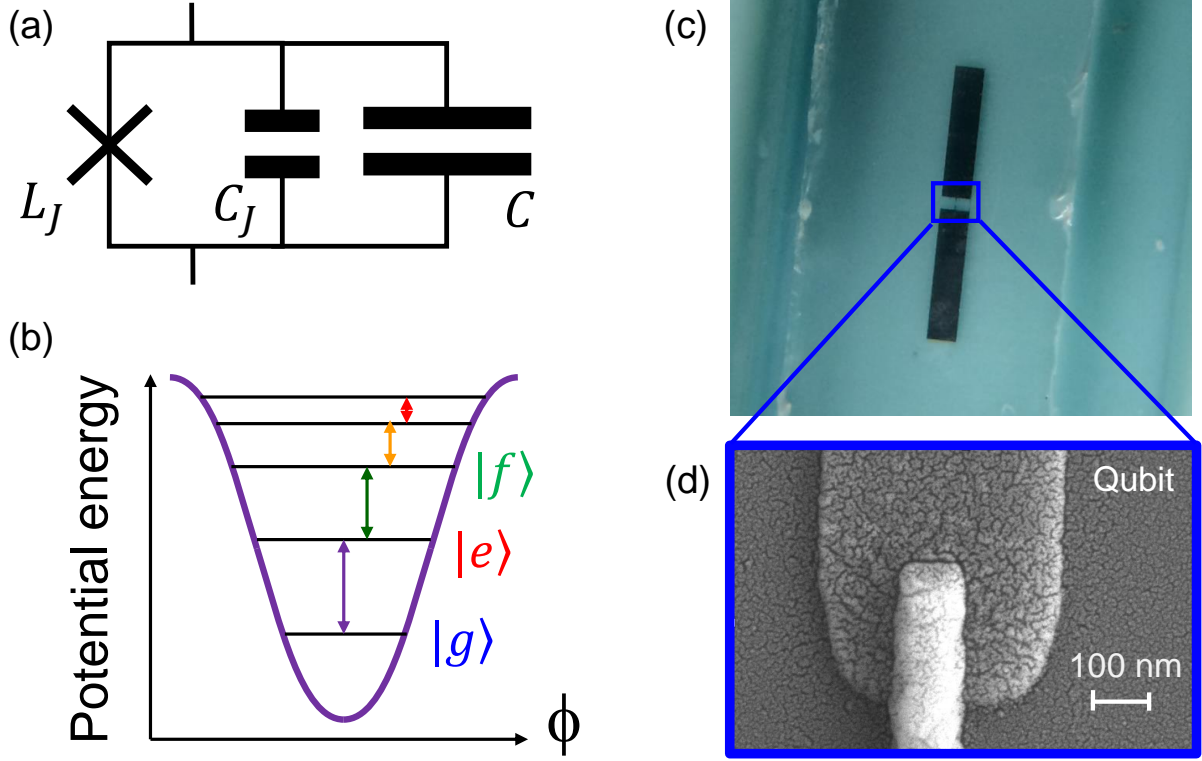 (a)
L_J
C_J
C
(b)
Potential energy
|f⟩
|e⟩
|g⟩
ϕ
(c)
(d)
Qubit
100 nm